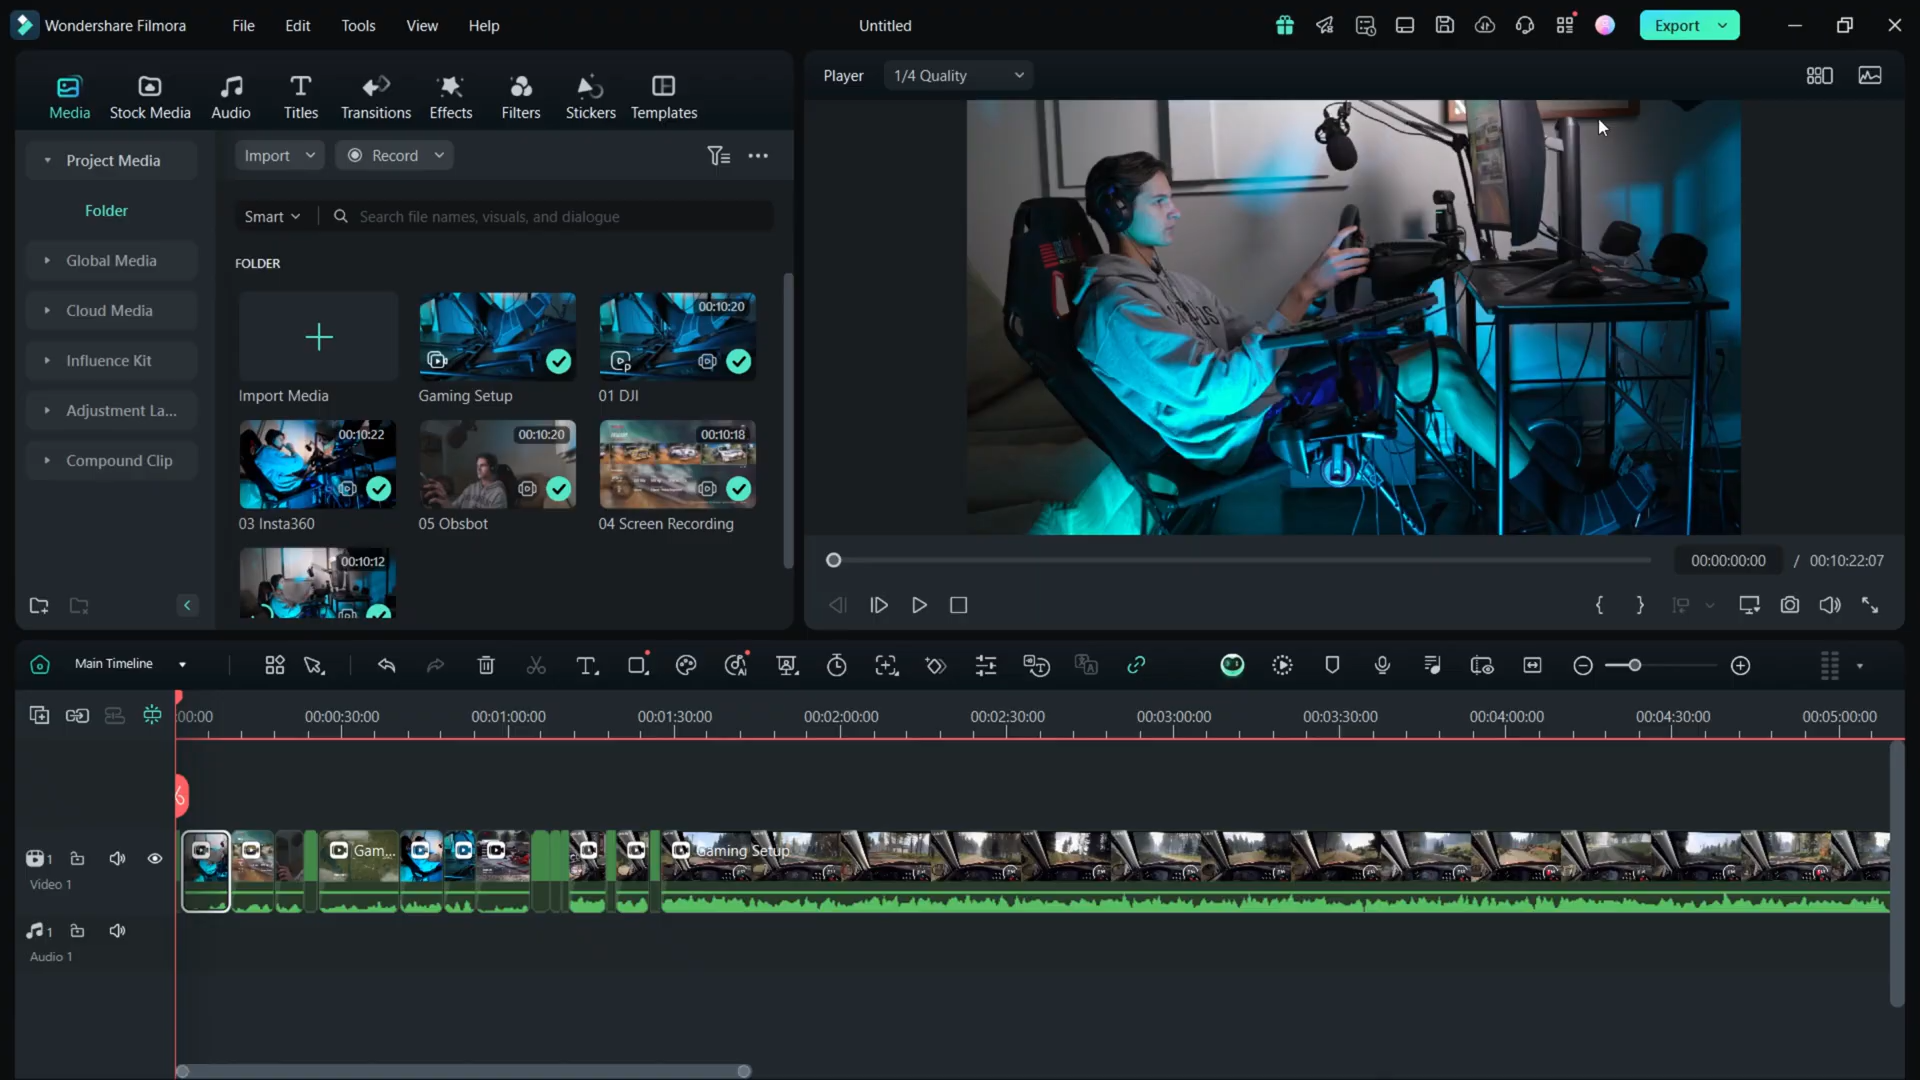 Wondershare Filmora
File
Edit
Tools
View
Help
Untitled
Export
Media
Stock Media
Audio
Titles
Transitions
Effects
Filters
Stickers
Templates
Player
1/4 Quality
Project Media
Folder
Global Media
Cloud Media
Influence Kit
Adjustment La...
Compound Clip
Import
Record
Smart
Search file names, visuals, and dialogue
FOLDER
Import Media
Gaming Setup
00:10:20
01 DJI
00:10:22
03 Insta360
00:10:20
05 Obsbot
00:10:18
04 Screen Recording
00:10:12
00:00:00:00
/ 00:10:22:07
Main Timeline
:00:00
00:00:30:00
00:01:00:00
00:01:30:00
00:02:00:00
00:02:30:00
00:03:00:00
00:03:30:00
00:04:00:00
00:04:30:00
00:05:00:00
1
Video 1
Gam...
Gaming Setup
1
Audio 1